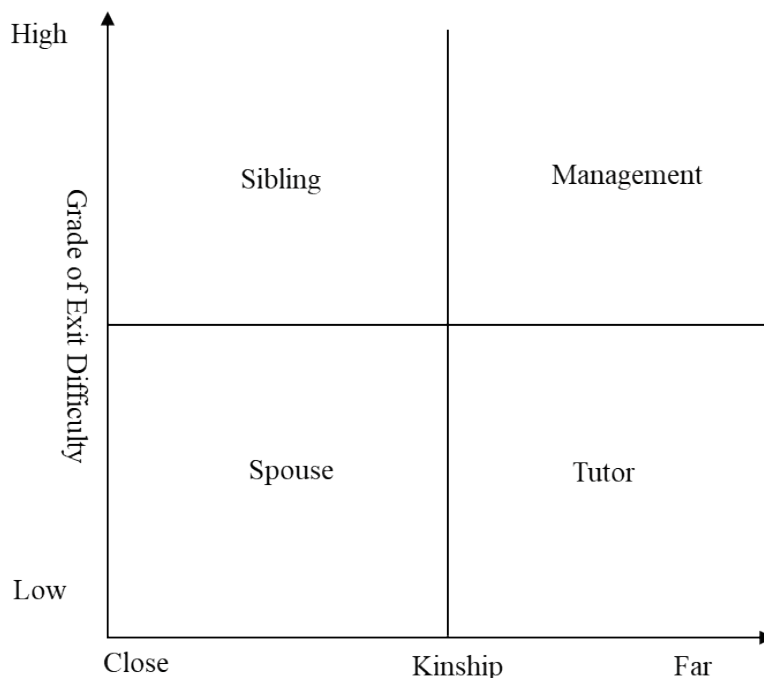 High
Sibling
Management
Grade of Exit Difficulty
Spouse
Tutor
Low
Close
Kinship
Far